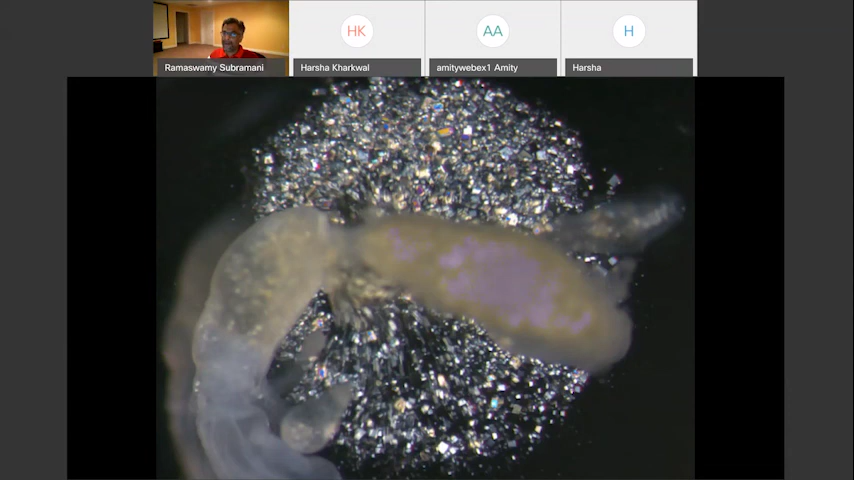 HK
AA
H
Ramaswamy Subramani
Harsha Kharkwal
amitywebex1 Amity
Harsha